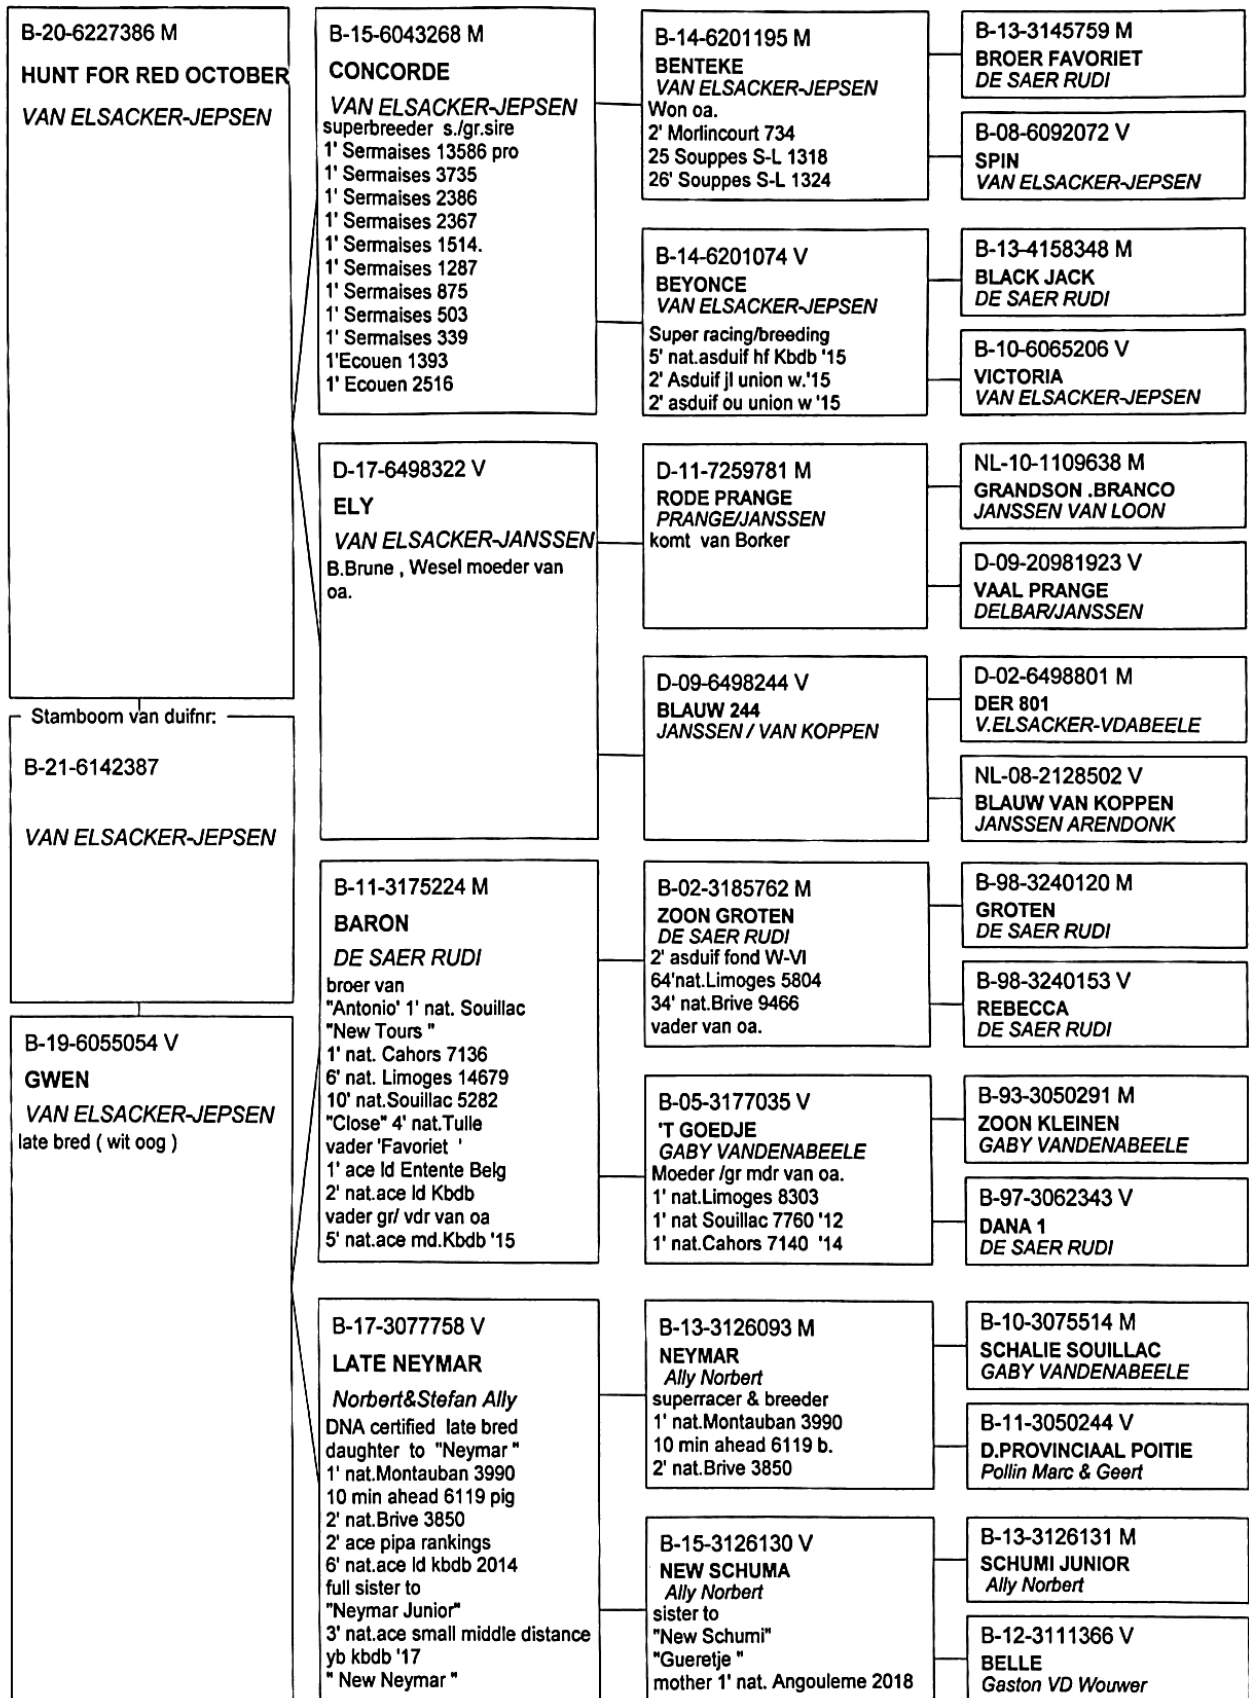 B-20-6227386 M
HUNT FOR RED OCTOBER
VAN ELSACKER-JEPSEN
Stamboom van duifnr:
B-21-6142387
VAN ELSACKER-JEPSEN
B-19-6055054 V
GWEN
VAN ELSACKER-JEPSEN
late bred ( wit oog )
B-15-6043268 M
CONCORDE
VAN ELSACKER-JEPSEN
superbreeder s./gr.sire
1' Sermaises 13586 pro
1' Sermaises 3735
1' Sermaises 2386
1' Sermaises 2367
1' Sermaises 1514.
1' Sermaises 1287
1' Sermaises 875
1' Sermaises 503
1' Sermaises 339
1'Ecouen 1393
1' Ecouen 2516
D-17-6498322 V
ELY
VAN ELSACKER-JANSSEN
B.Brune , Wesel moeder van
oa.
B-11-3175224 M
BARON
DE SAER RUDI
broer van
"Antonio' 1' nat. Souillac
"New Tours "
1' nat. Cahors 7136
6' nat. Limoges 14679
10' nat.Souillac 5282
"Close" 4' nat.Tulle
vader 'Favoriet '
1' ace ld Entente Belg
2' nat.ace ld Kbdb
vader gr/ vdr van oa
5' nat.ace md.Kbdb '15
B-17-3077758 V
LATE NEYMAR
Norbert&Stefan Ally
DNA certified late bred
daughter to "Neymar "
1' nat.Montauban 3990
10 min ahead 6119 pig
2' nat.Brive 3850
2' ace pipa rankings
6' nat.ace ld kbdb 2014
full sister to
"Neymar Junior"
3' nat.ace small middle distance
yb kbdb '17
" New Neymar "
B-14-6201195 M
BENTEKE
VAN ELSACKER-JEPSEN
Won oa.
2' Morlincourt 734
25 Souppes S-L 1318
26' Souppes S-L 1324
B-14-6201074 V
BEYONCE
VAN ELSACKER-JEPSEN
Super racing/breeding
5' nat.asduif hf Kbdb '15
2' Asduif jl union w.'15
2' asduif ou union w '15
D-11-7259781 M
RODE PRANGE
PRANGE/JANSSEN
komt van Borker
D-09-6498244 V
BLAUW 244
JANSSEN / VAN KOPPEN
B-02-3185762 M
ZOON GROTEN
DE SAER RUDI
2' asduif fond W-Vl
64'nat.Limoges 5804
34' nat.Brive 9466
vader van oa.
B-05-3177035 V
'T GOEDJE
GABY VANDENABEELE
Moeder /gr mdr van oa.
1' nat.Limoges 8303
1' nat Souillac 7760 '12
1' nat.Cahors 7140 '14
B-13-3126093 M
NEYMAR
Ally Norbert
superracer & breeder
1' nat.Montauban 3990
10 min ahead 6119 b.
2' nat.Brive 3850
B-15-3126130 V
NEW SCHUMA
Ally Norbert
sister to
"New Schumi"
"Gueretje "
mother 1' nat. Angouleme 2018
B-13-3145759 M
BROER FAVORIET
DE SAER RUDI
B-08-6092072 V
SPIN
VAN ELSACKER-JEPSEN
B-13-4158348 M
BLACK JACK
DE SAER RUDI
B-10-6065206 V
VICTORIA
VAN ELSACKER-JEPSEN
NL-10-1109638 M
GRANDSON .BRANCO
JANSSEN VAN LOON
D-09-20981923 V
VAAL PRANGE
DELBAR/JANSSEN
D-02-6498801 M
DER 801
V.ELSACKER-VDABEELE
NL-08-2128502 V
BLAUW VAN KOPPEN
JANSSEN ARENDONK
B-98-3240120 M
GROTEN
DE SAER RUDI
B-98-3240153 V
REBECCA
DE SAER RUDI
B-93-3050291 M
ZOON KLEINEN
GABY VANDENABEELE
B-97-3062343 V
DANA 1
DE SAER RUDI
B-10-3075514 M
SCHALIE SOUILLAC
GABY VANDENABEELE
B-11-3050244 V
D.PROVINCIAAL POITIE
Pollin Marc & Geert
B-13-3126131 M
SCHUMI JUNIOR
Ally Norbert
B-12-3111366 V
BELLE
Gaston VD Wouwer